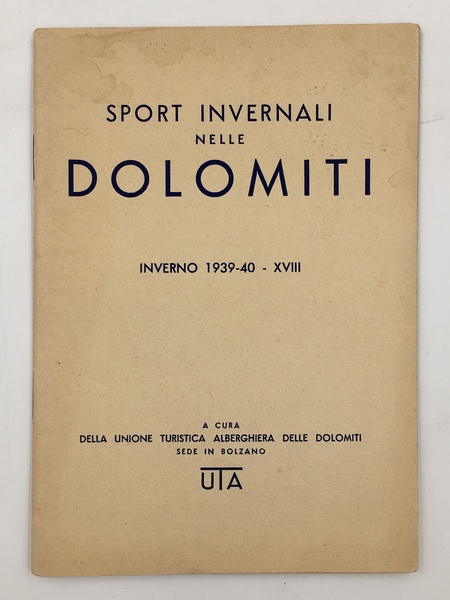 SPORT INVERNALI
NELLE
DOLOMITI
INVERNO 1939-40 - XVIII
A CURA
DELLA UNIONE TURISTICA ALBERGHIERA DELLE DOLOMITI
SEDE IN BOLZANO
UTA